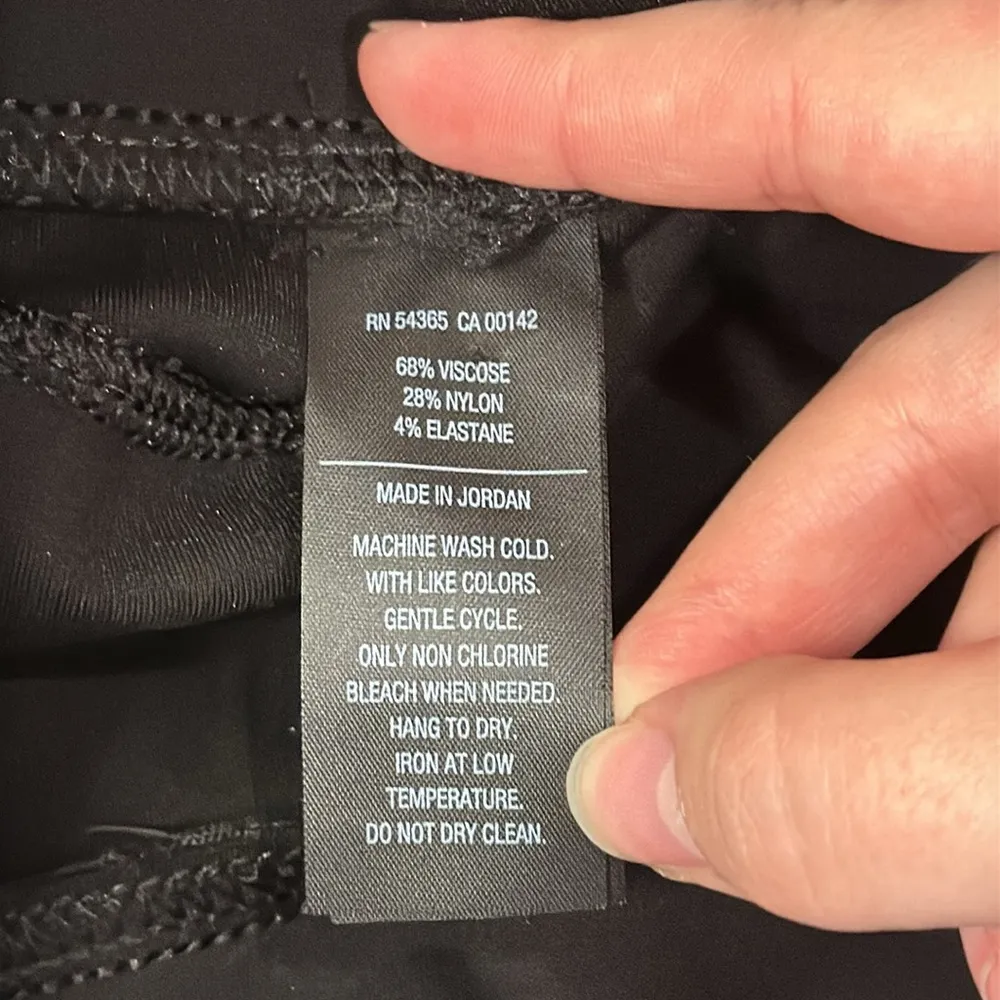 RN 54365 CA 00142
68% VISCOSE
28% NYLON
4% ELASTANE
MADE IN JORDAN
MACHINE WASH COLD.
WITH LIKE COLORS.
GENTLE CYCLE.
ONLY NON CHLORINE
BLEACH WHEN NEEDED.
HANG TO DRY.
IRON AT LOW
TEMPERATURE.
DO NOT DRY CLEAN.